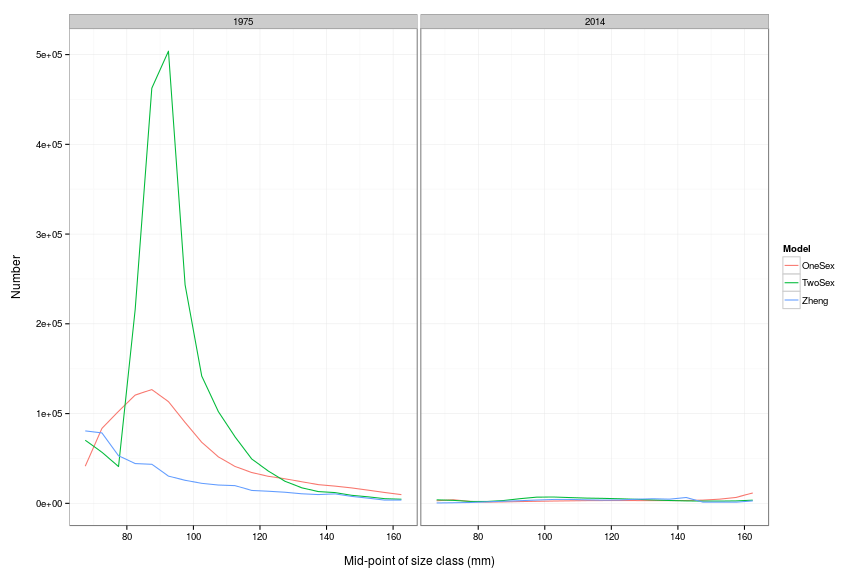 1975
2014
Number
5e+05
4e+05
3e+05
2e+05
1e+05
0e+00
80
100
120
140
160
80
100
120
140
160
Mid-point of size class (mm)
Model
OneSex
TwoSex
Zheng